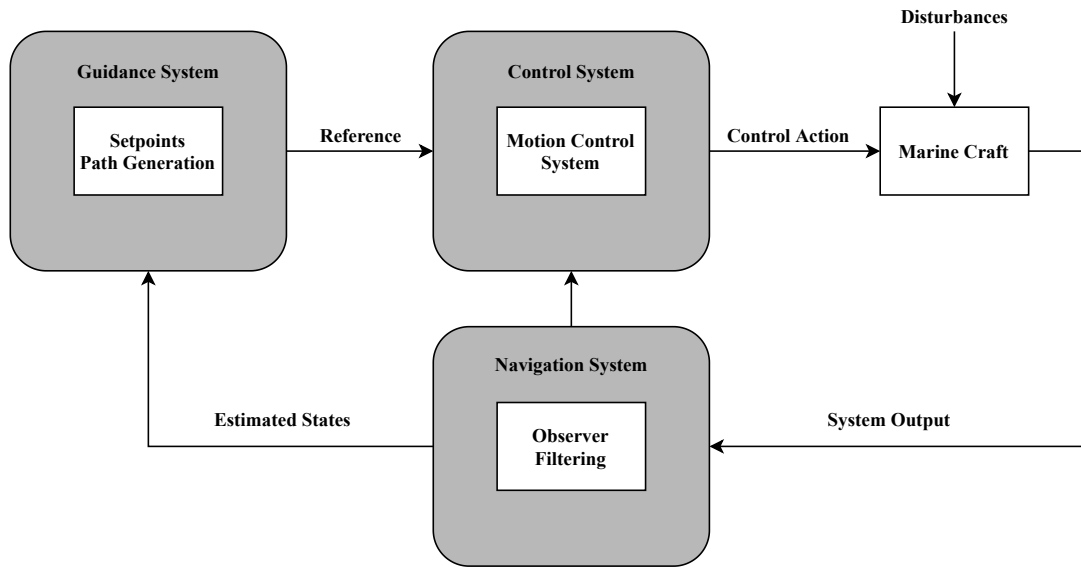 Disturbances
Guidance System
Control System
Setpoints
Path Generation
Reference
Motion Control
System
Control Action
Marine Craft
Navigation System
Estimated States
System Output
Observer
Filtering